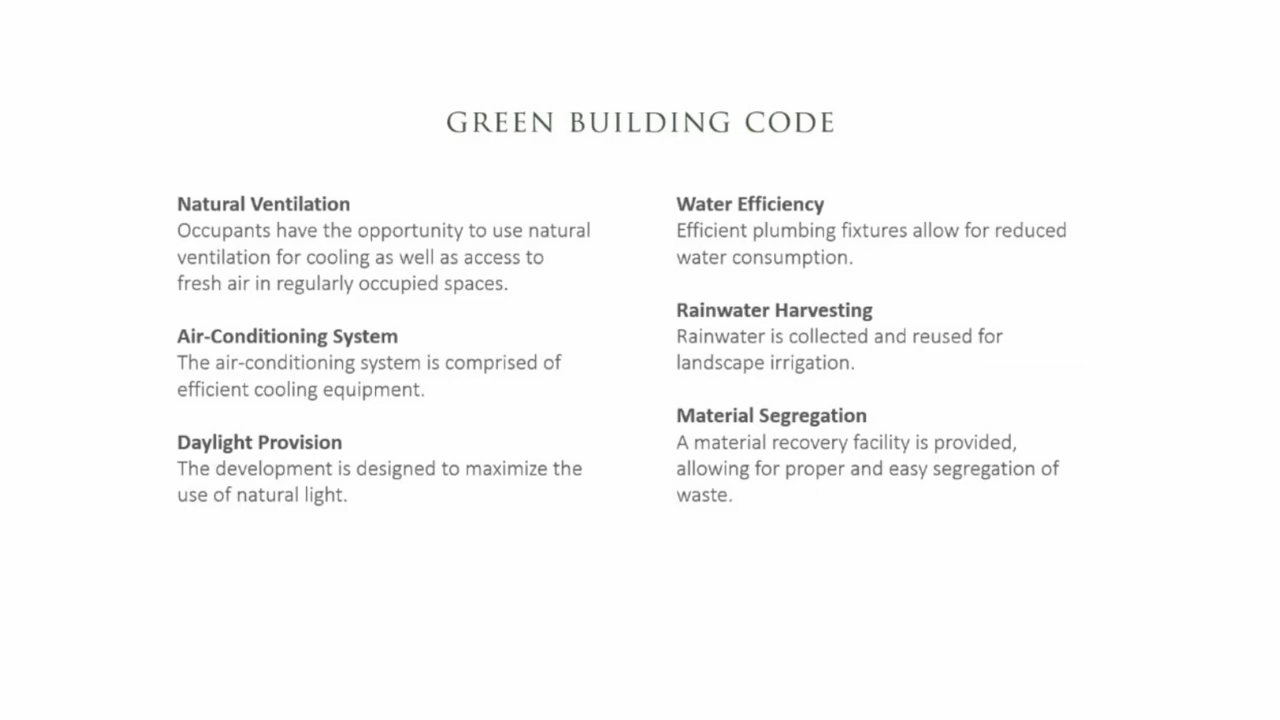 GREEN BUILDING CODE
Natural Ventilation
Occupants have the opportunity to use natural
ventilation for cooling as well as access to
fresh air in regularly occupied spaces.
Air-Conditioning System
The air-conditioning system is comprised of
efficient cooling equipment.
Daylight Provision
The development is designed to maximize the
use of natural light.
Water Efficiency
Efficient plumbing fixtures allow for reduced
water consumption.
Rainwater Harvesting
Rainwater is collected and reused for
landscape irrigation.
Material Segregation
A material recovery facility is provided,
allowing for proper and easy segregation of
waste.